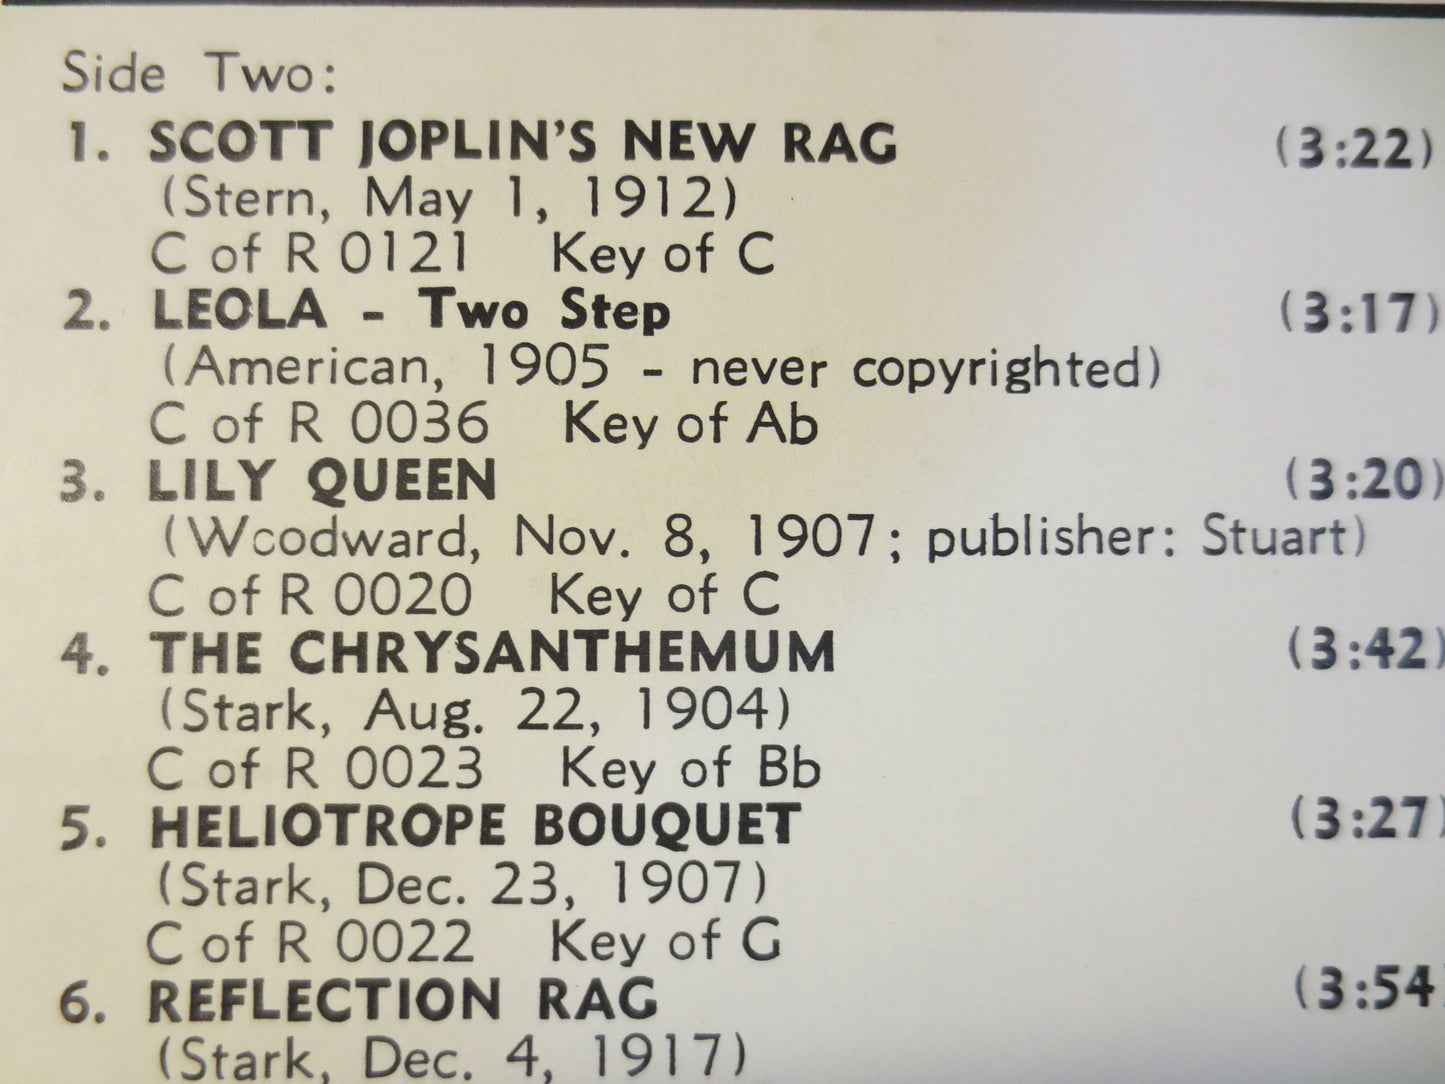 Side Two:
1. SCOTT JOPLIN'S NEW RAG (3:22)
(Stern, May 1, 1912)
C of R 0121 Key of C
2. LEOLA - Two Step (3:17)
(American, 1905 - never copyrighted)
C of R 0036 Key of Ab
3. LILY QUEEN (3:20)
(Woodward, Nov. 8, 1907; publisher: Stuart)
C of R 0020 Key of C
4. THE CHRYSANTHEMUM (3:42)
(Stark, Aug. 22, 1904)
C of R 0023 Key of Bb
5. HELIOTROPE BOUQUET (3:27)
(Stark, Dec. 23, 1907)
C of R 0022 Key of G
6. REFLECTION RAG (3:54)
(Stark, Dec. 4, 1917)